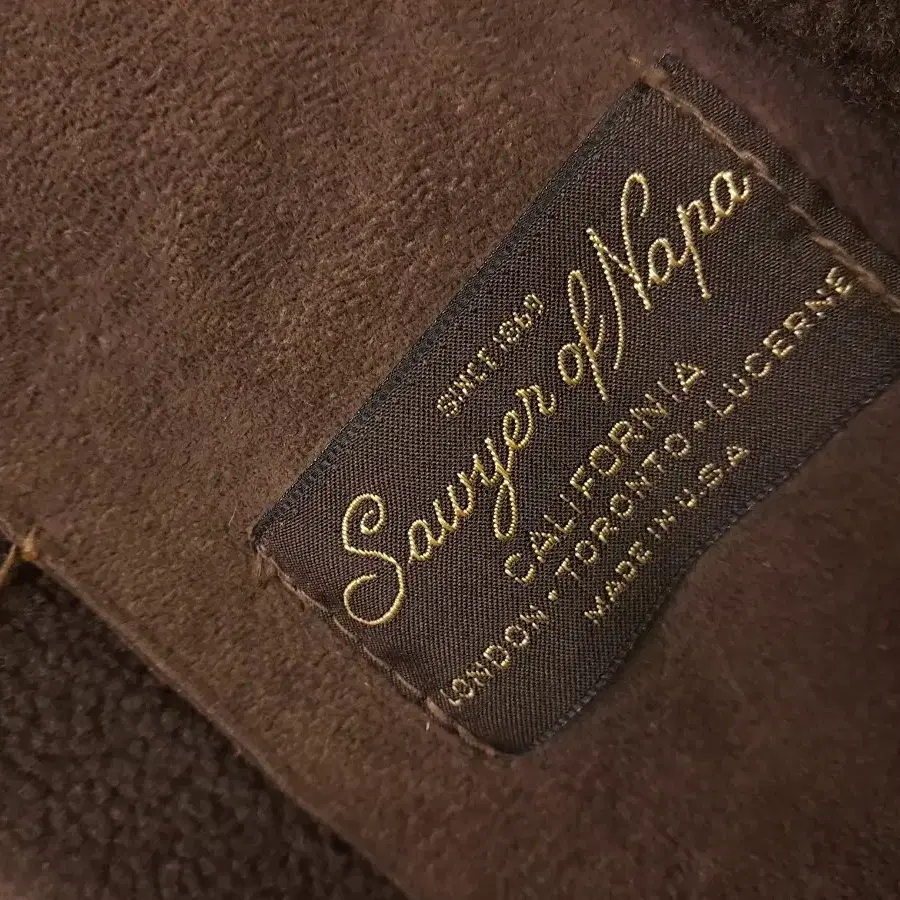 SINCE 1869
Sawyer of Napa
CALIFORNIA
LONDON • TORONTO • LUCERNE
MADE IN U.S.A